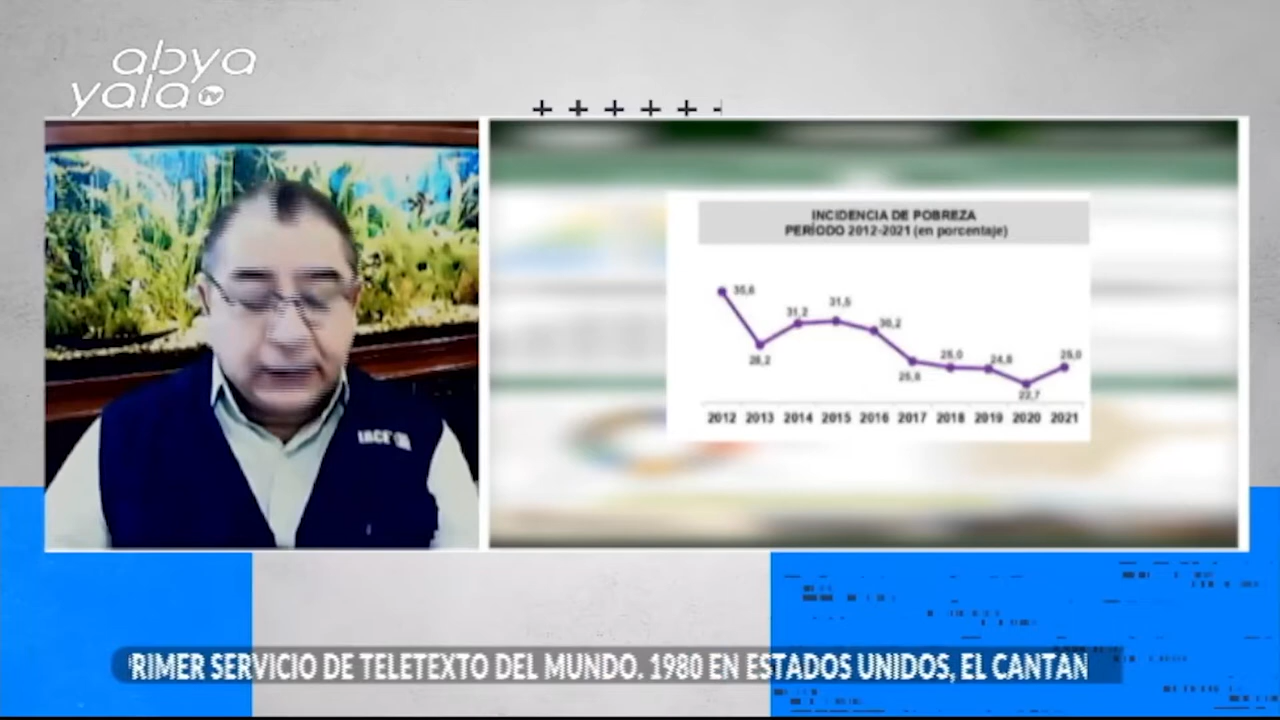 abya
yala tv
INCIDENCIA DE POBREZA
PERÍODO 2012-2021 (en porcentaje)
35,6
28,2
31,2
31,5
30,2
25,0
24,8
22,7
25,0
2012 2013 2014 2015 2016 2017 2018 2019 2020 2021
RIMER SERVICIO DE TELETEXTO DEL MUNDO. 1980 EN ESTADOS UNIDOS, EL CANTAN